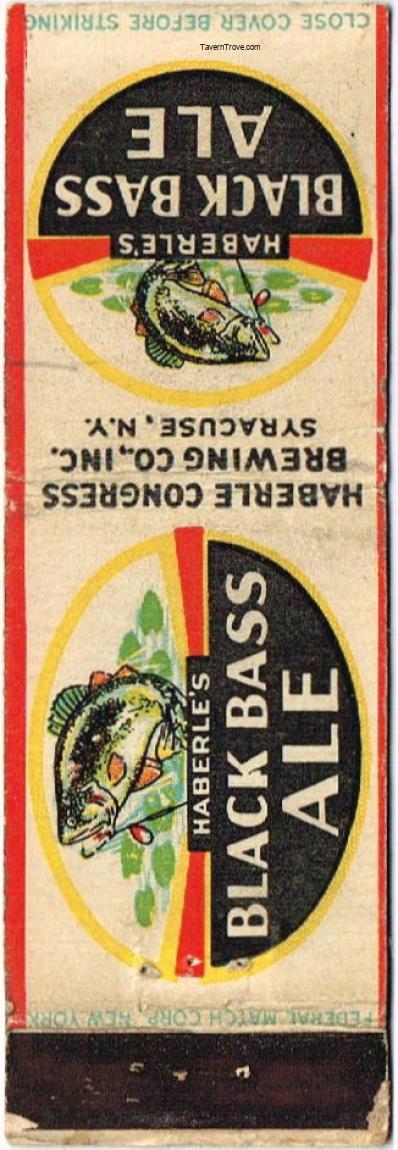 CLOSE COVER BEFORE STRIKING
TavernTrove.com
HABERLE'S
BLACK BASS
ALE
HABERLE CONGRESS
BREWING CO., INC.
SYRACUSE, N.Y.
HABERLE'S
BLACK BASS
ALE
FEDERAL MATCH CORP. NEW YORK